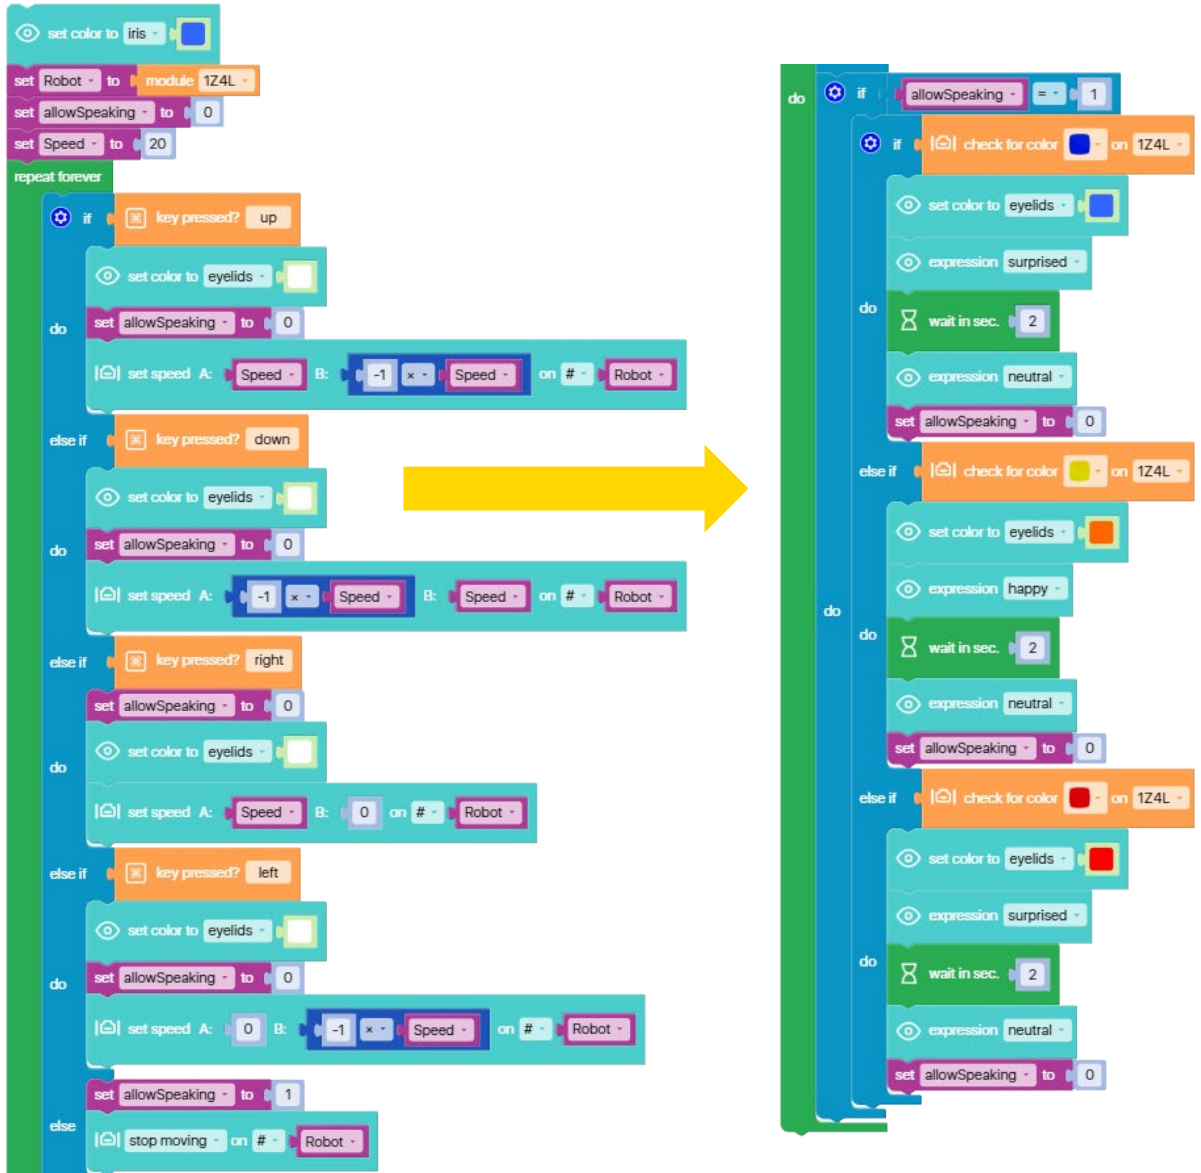 set color to iris
set Robot to module 1Z4L
set allowSpeaking to 0
set Speed to 20
repeat forever
if key pressed? up
set color to eyelids
do set allowSpeaking to 0
set speed A: Speed B: -1 × Speed on # Robot
else if key pressed? down
set color to eyelids
do set allowSpeaking to 0
set speed A: -1 × Speed B: Speed on # Robot
else if key pressed? right
set allowSpeaking to 0
set color to eyelids
do
set speed A: Speed B: 0 on # Robot
else if key pressed? left
set color to eyelids
do set allowSpeaking to 0
set speed A: 0 B: -1 × Speed on # Robot
set allowSpeaking to 1
else
stop moving on # Robot
do if allowSpeaking = 1
if check for color on 1Z4L
set color to eyelids
expression surprised
do wait in sec. 2
expression neutral
set allowSpeaking to 0
else if check for color on 1Z4L
set color to eyelids
expression happy
do
do wait in sec. 2
expression neutral
set allowSpeaking to 0
else if check for color on 1Z4L
set color to eyelids
expression surprised
do wait in sec. 2
expression neutral
set allowSpeaking to 0